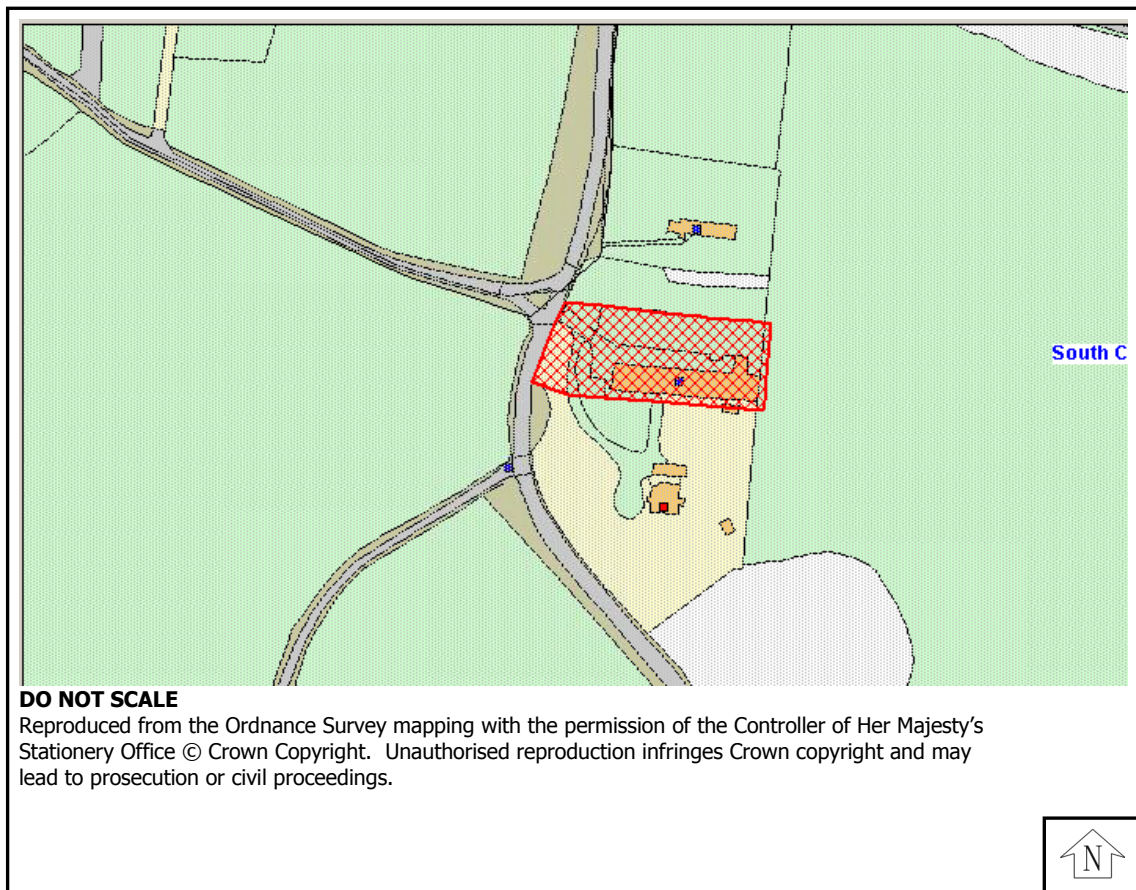 South C
DO NOT SCALE
Reproduced from the Ordnance Survey mapping with the permission of the Controller of Her Majesty’s
Stationery Office © Crown Copyright.  Unauthorised reproduction infringes Crown copyright and may
lead to prosecution or civil proceedings.
N